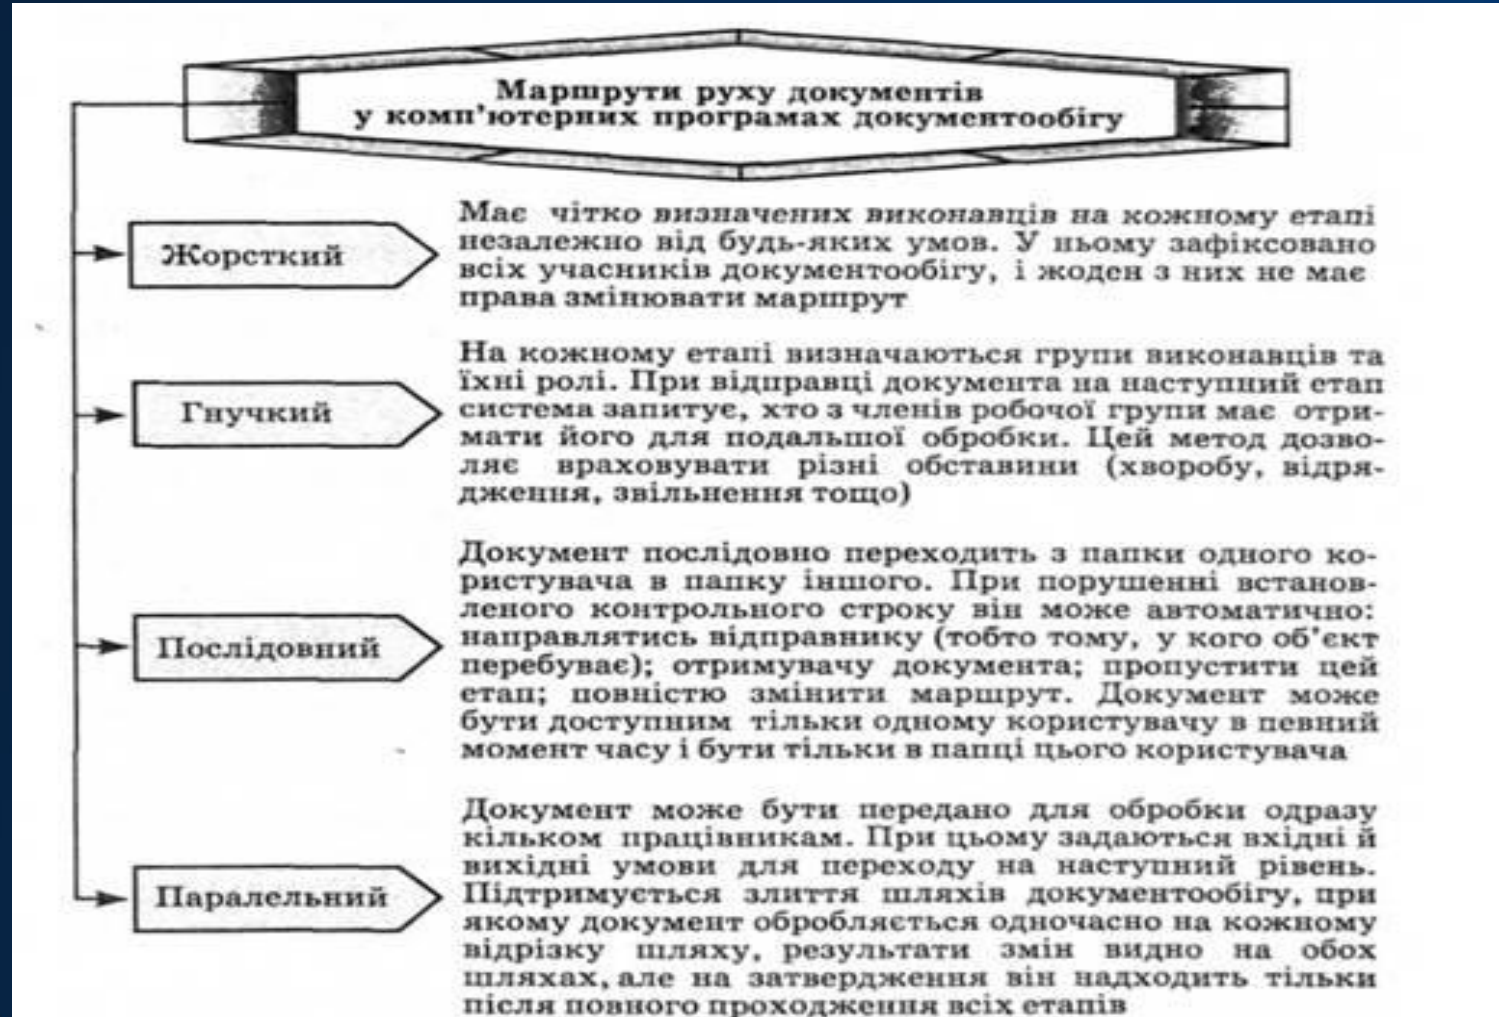 Маршрути руху документів
у комп'ютерних програмах документообігу
Жорсткий
Має чітко визначених виконавців на кожному етапі
незалежно від будь-яких умов. У ньому зафіксовано
всіх учасників документообігу, і жоден з них не має
права змінювати маршрут
Гнучкий
На кожному етапі визначаються групи виконавців та
їхні ролі. При відправці документа на наступний етап
система запитує, хто з членів робочої групи має отри-
мати його для подальшої обробки. Цей метод дозво-
ляє враховувати різні обставини (хворобу, відря-
дження, звільнення тощо)
Послідовний
Документ послідовно переходить з папки одного ко-
ристувача в папку іншого. При порушенні встанов-
леного контрольного строку він може автоматично:
направлятись відправнику (тобто тому, у кого об'єкт
перебуває); отримувачу документа; пропустити цей
етап; повністю змінити маршрут. Документ може
бути доступним тільки одному користувачу в певний
момент часу і бути тільки в папці цього користувача
Паралельний
Документ може бути передано для обробки одразу
кільком працівникам. При цьому задаються вхідні й
вихідні умови для переходу на наступний рівень.
Підтримується злиття шляхів документообігу, при
якому документ обробляється одночасно на кожному
відрізку шляху, результати змін видно на обох
шляхах, але на затвердження він надходить тільки
після повного проходження всіх етапів